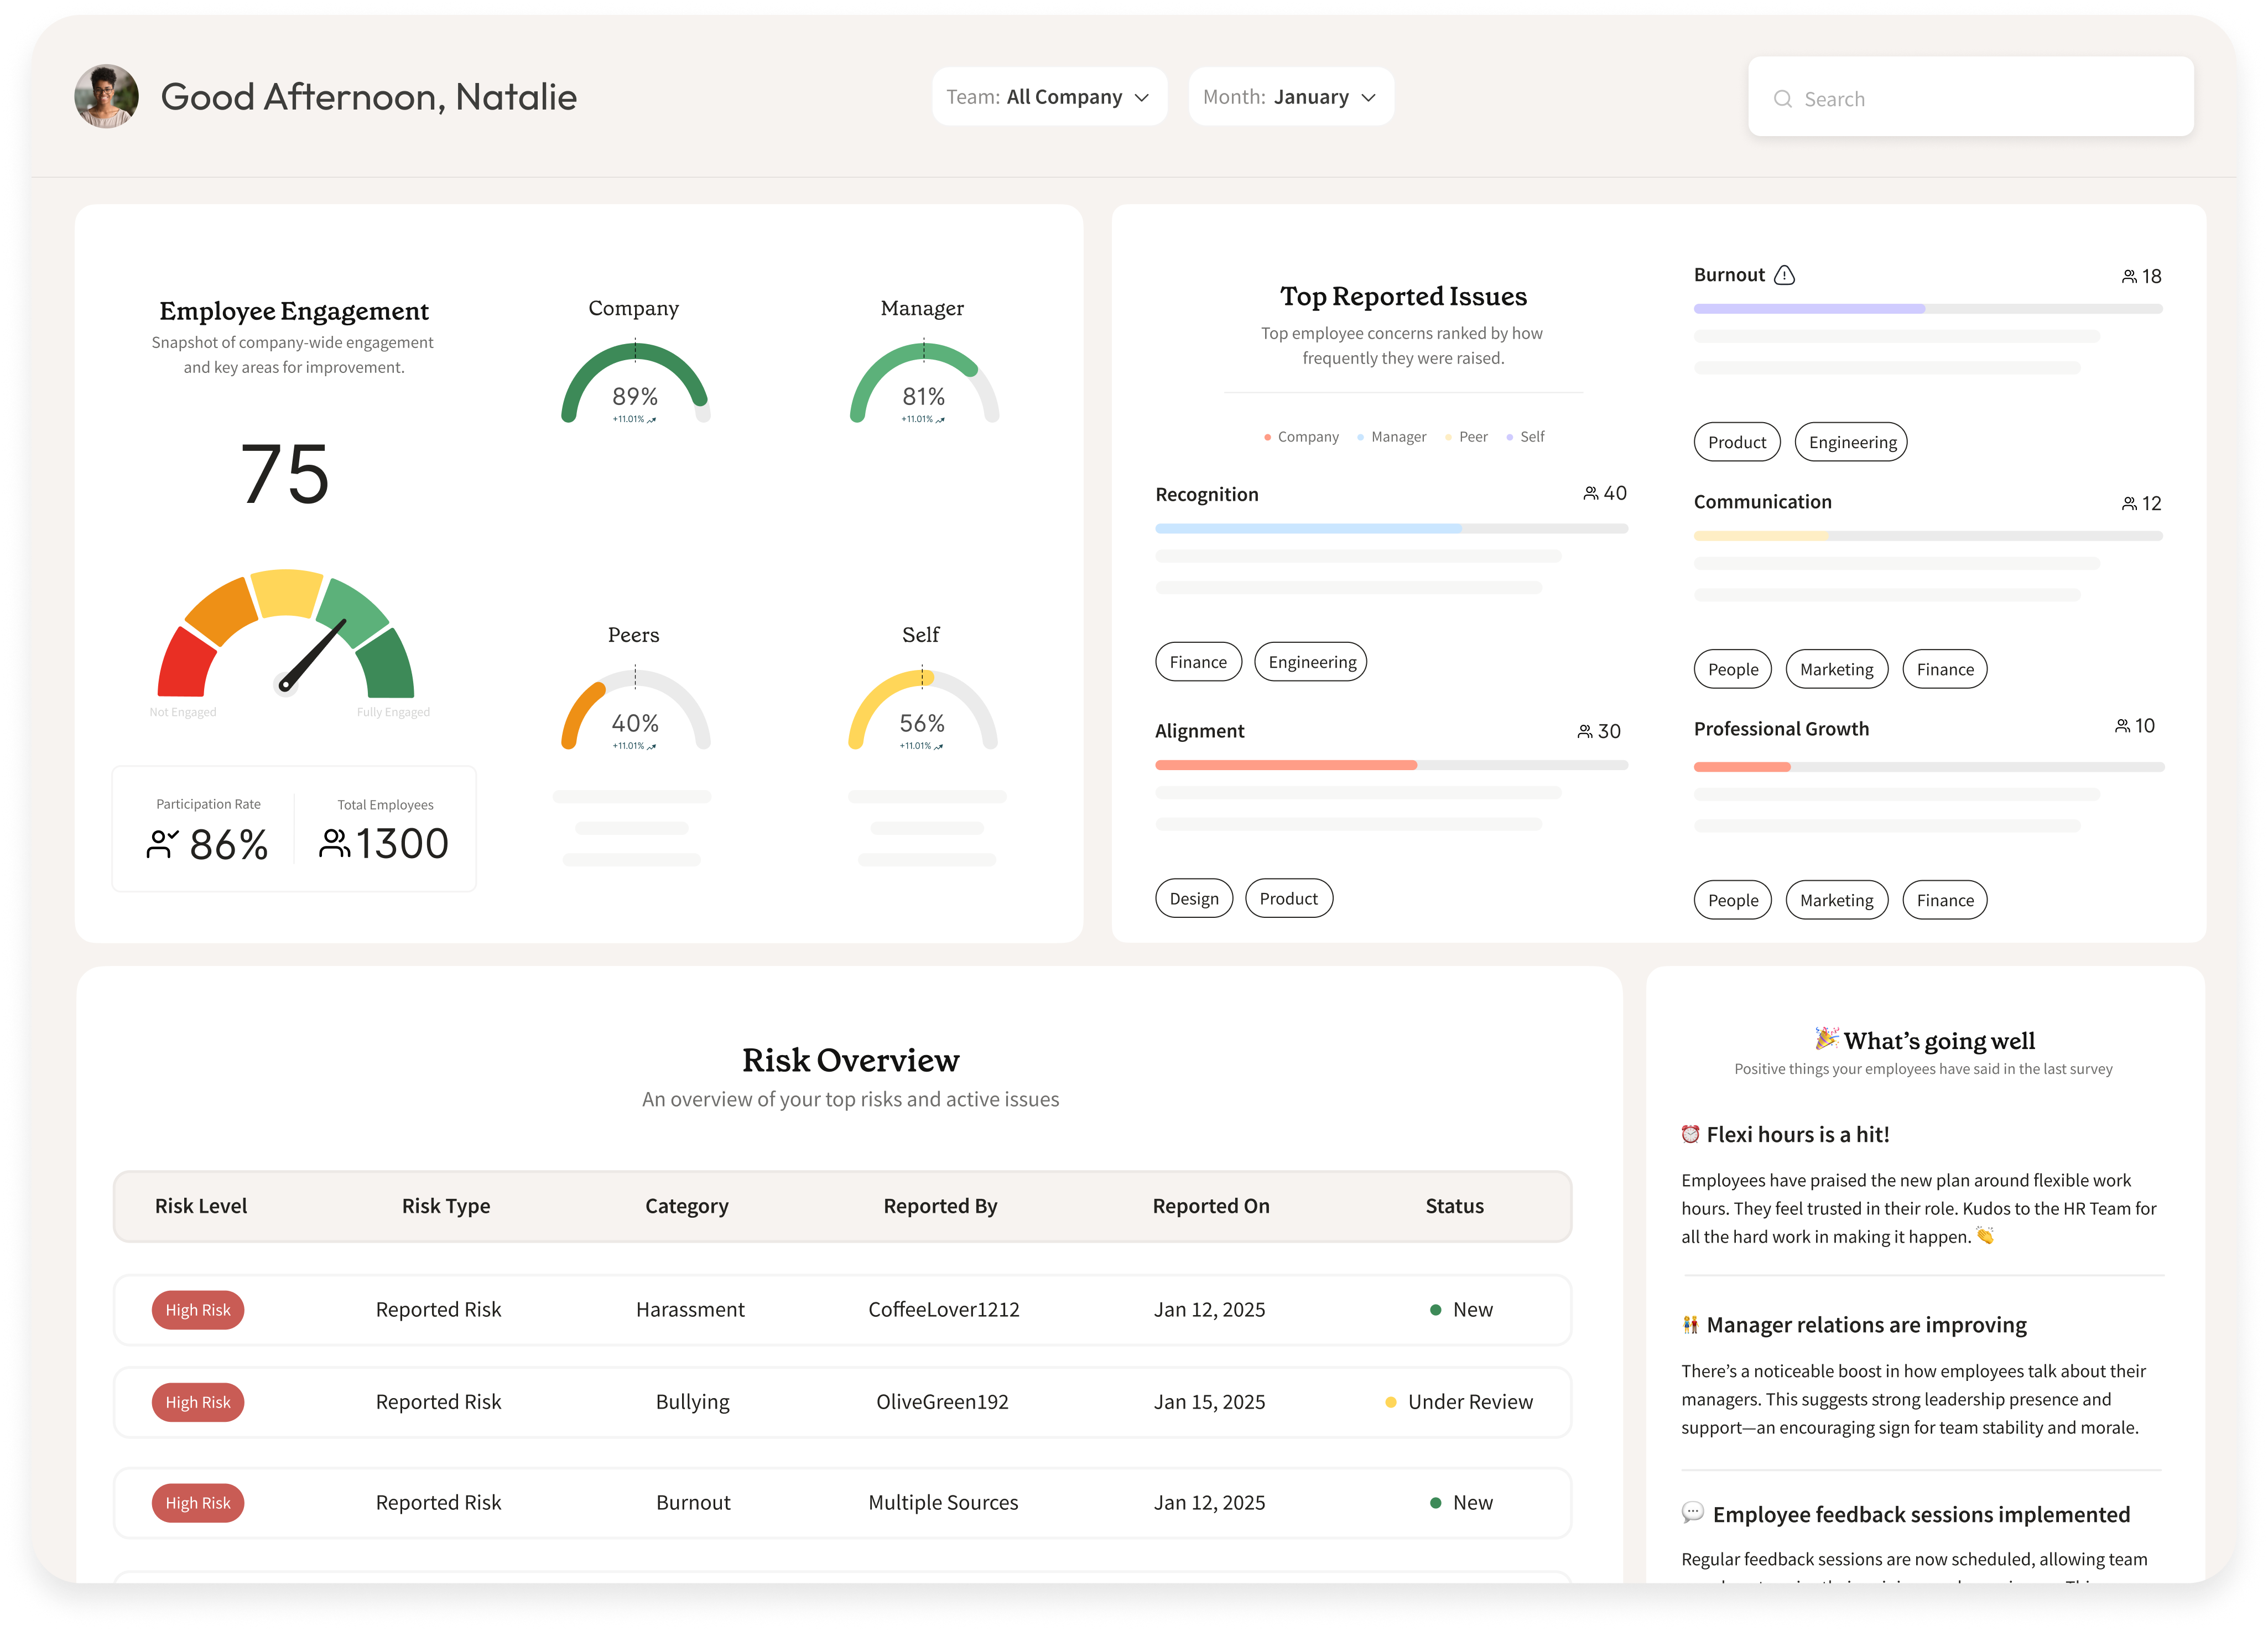 Good Afternoon, Natalie
Team: All Company
Month: January
Search
Employee Engagement
Snapshot of company-wide engagement
and key areas for improvement.
75
Not Engaged
Fully Engaged
Participation Rate
86%
Total Employees
1300
Company
89%
+11.01%
Manager
81%
+11.01%
Peers
40%
+11.01%
Self
56%
+11.01%
Top Reported Issues
Top employee concerns ranked by how
frequently they were raised.
Company Manager Peer Self
Recognition 40
Finance Engineering
Alignment 30
Design Product
Burnout 18
Product Engineering
Communication 12
People Marketing Finance
Professional Growth 10
People Marketing Finance
Risk Overview
An overview of your top risks and active issues
Risk Level Risk Type Category Reported By Reported On Status
High Risk Reported Risk Harassment CoffeeLover1212 Jan 12, 2025 New
High Risk Reported Risk Bullying OliveGreen192 Jan 15, 2025 Under Review
High Risk Reported Risk Burnout Multiple Sources Jan 12, 2025 New
🎉 What's going well
Positive things your employees have said in the last survey
⏰ Flexi hours is a hit!
Employees have praised the new plan around flexible work
hours. They feel trusted in their role. Kudos to the HR Team for
all the hard work in making it happen. 👏
👫 Manager relations are improving
There's a noticeable boost in how employees talk about their
managers. This suggests strong leadership presence and
support—an encouraging sign for team stability and morale.
💬 Employee feedback sessions implemented
Regular feedback sessions are now scheduled, allowing team